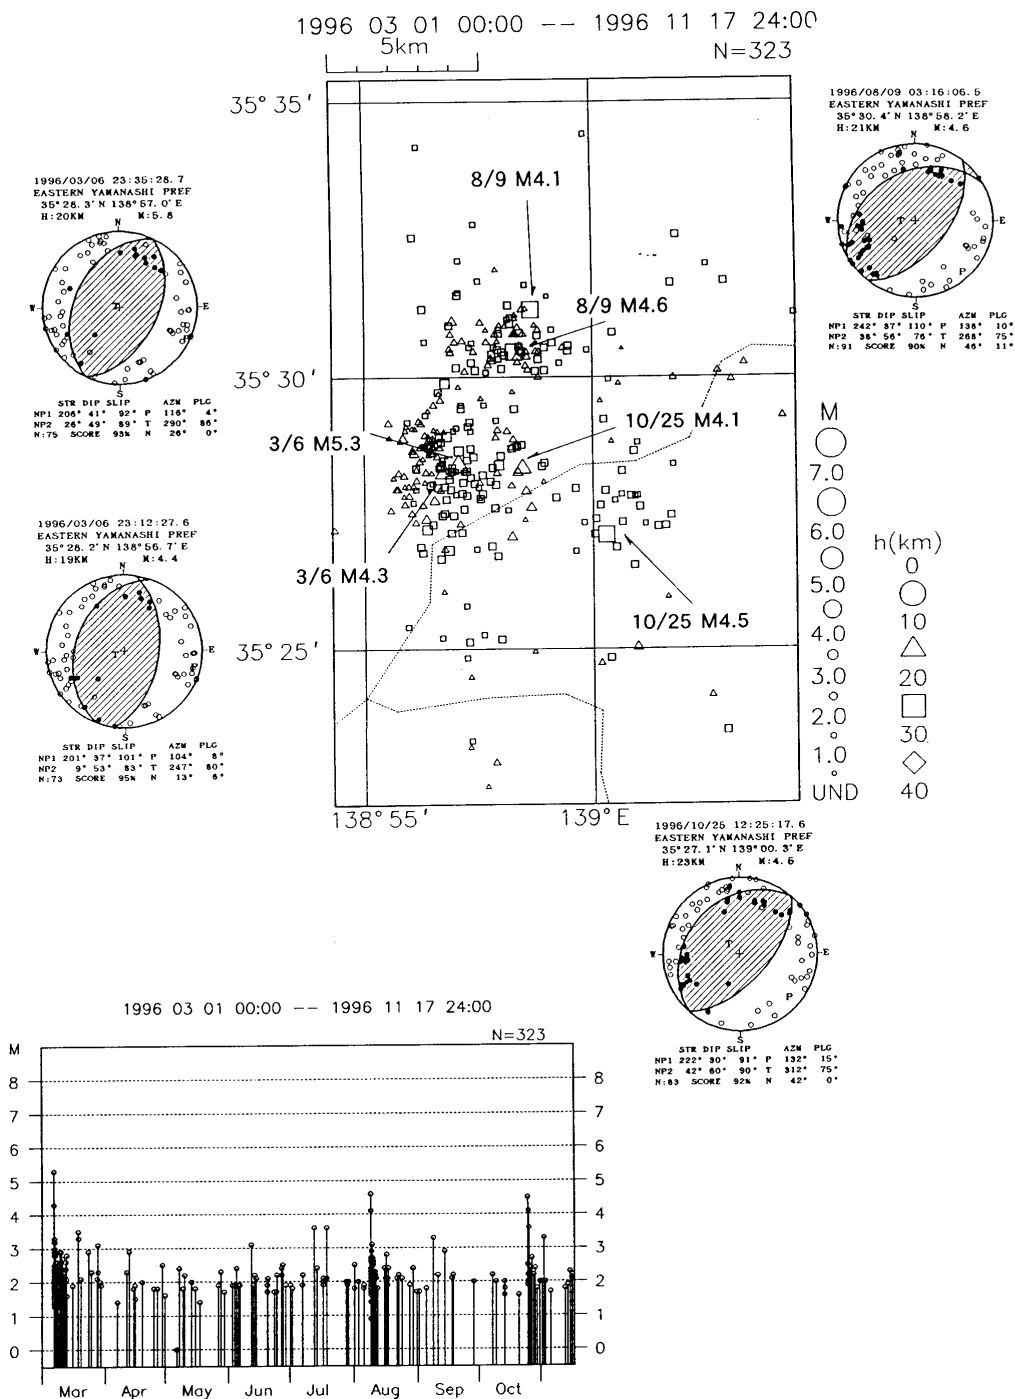 1996 03 01 00:00 -- 1996 11 17 24:00
5km
N=323
35° 35'
35° 30'
35° 25'
138° 55'
139° E
8/9 M4.1
8/9 M4.6
10/25 M4.1
3/6 M5.3
3/6 M4.3
10/25 M4.5
1996/03/06 23:35:28.7
EASTERN YAMANASHI PREF
35° 28.3' N 138° 57.0' E
H:20KM
N
W
T
E
S
STR DIP SLIP AZM PLG
NP1 206° 41° 92° P 116° 4°
NP2 26° 49° 89° T 290° 86°
N:75 SCORE 93% N 26° 0°
1996/03/06 23:12:27.6
EASTERN YAMANASHI PREF
35° 28.2' N 138° 56.7' E
H:19KM M:4.4
N
W
T
P
E
S
STR DIP SLIP AZM PLG
NP1 201° 37° 101° P 104° 8°
NP2 9° 53° 83° T 247° 80°
N:73 SCORE 95% N 13° 6°
1996/08/09 03:16:06.5
EASTERN YAMANASHI PREF
35° 30.4' N 138° 58.2' E
H:21KM M:4.6
N
W
T
E
P
S
STR DIP SLIP AZM PLG
NP1 242° 37° 110° P 138° 10°
NP2 38° 56° 76° T 268° 75°
N:91 SCORE 90% N 46° 11°
M
7.0
6.0
5.0
4.0
3.0
2.0
1.0
UND
h(km)
0
10
20
30
40
1996/10/25 12:25:17.6
EASTERN YAMANASHI PREF
35° 27.1' N 139° 00.3' E
H:23KM
N
W
T
E
P
S
STR DIP SLIP AZM PLG
NP1 222° 30° 91° P 132° 15°
NP2 42° 60° 90° T 312° 75°
N:83 SCORE 92% N 42° 0°
1996 03 01 00:00 -- 1996 11 17 24:00
N=323
M
8 8
7 7
6 6
5 5
4 4
3 3
2 2
1 1
0 0
Mar Apr May Jun Jul Aug Sep Oct